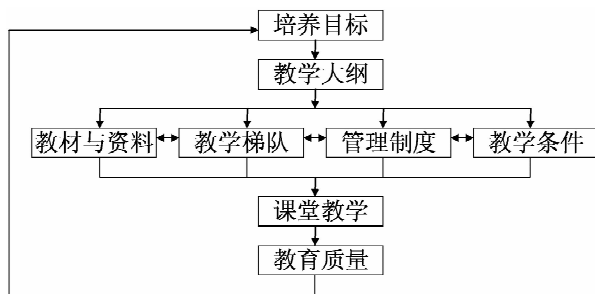 培养目标
教学大纲
教材与资料 教学梯队 管理制度 教学条件
课堂教学
教育质量